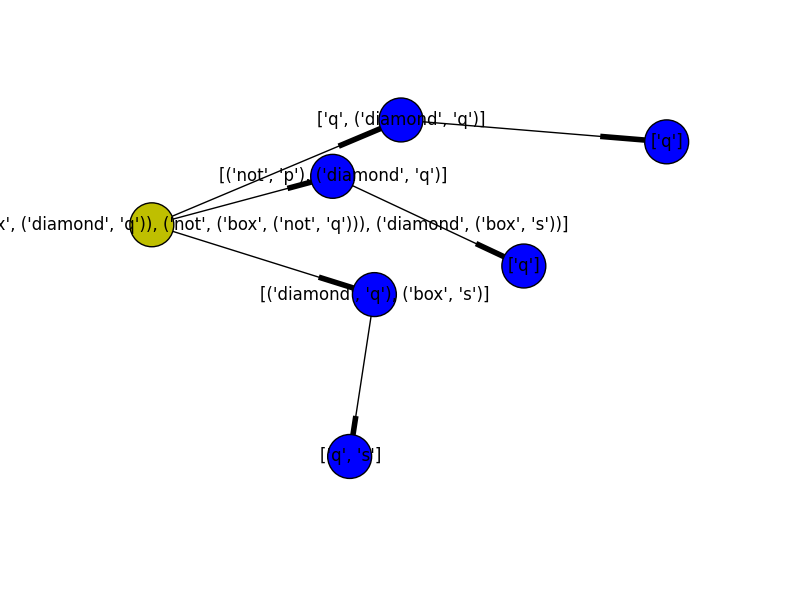 ['q', ('diamond', 'q')]
['q']
[('not', 'p'), ('diamond', 'q')]
x', ('diamond', 'q')), ('not', ('box', ('not', 'q'))), ('diamond', ('box', 's'))]
['q']
[('diamond', 'q'), ('box', 's')]
['q', 's']